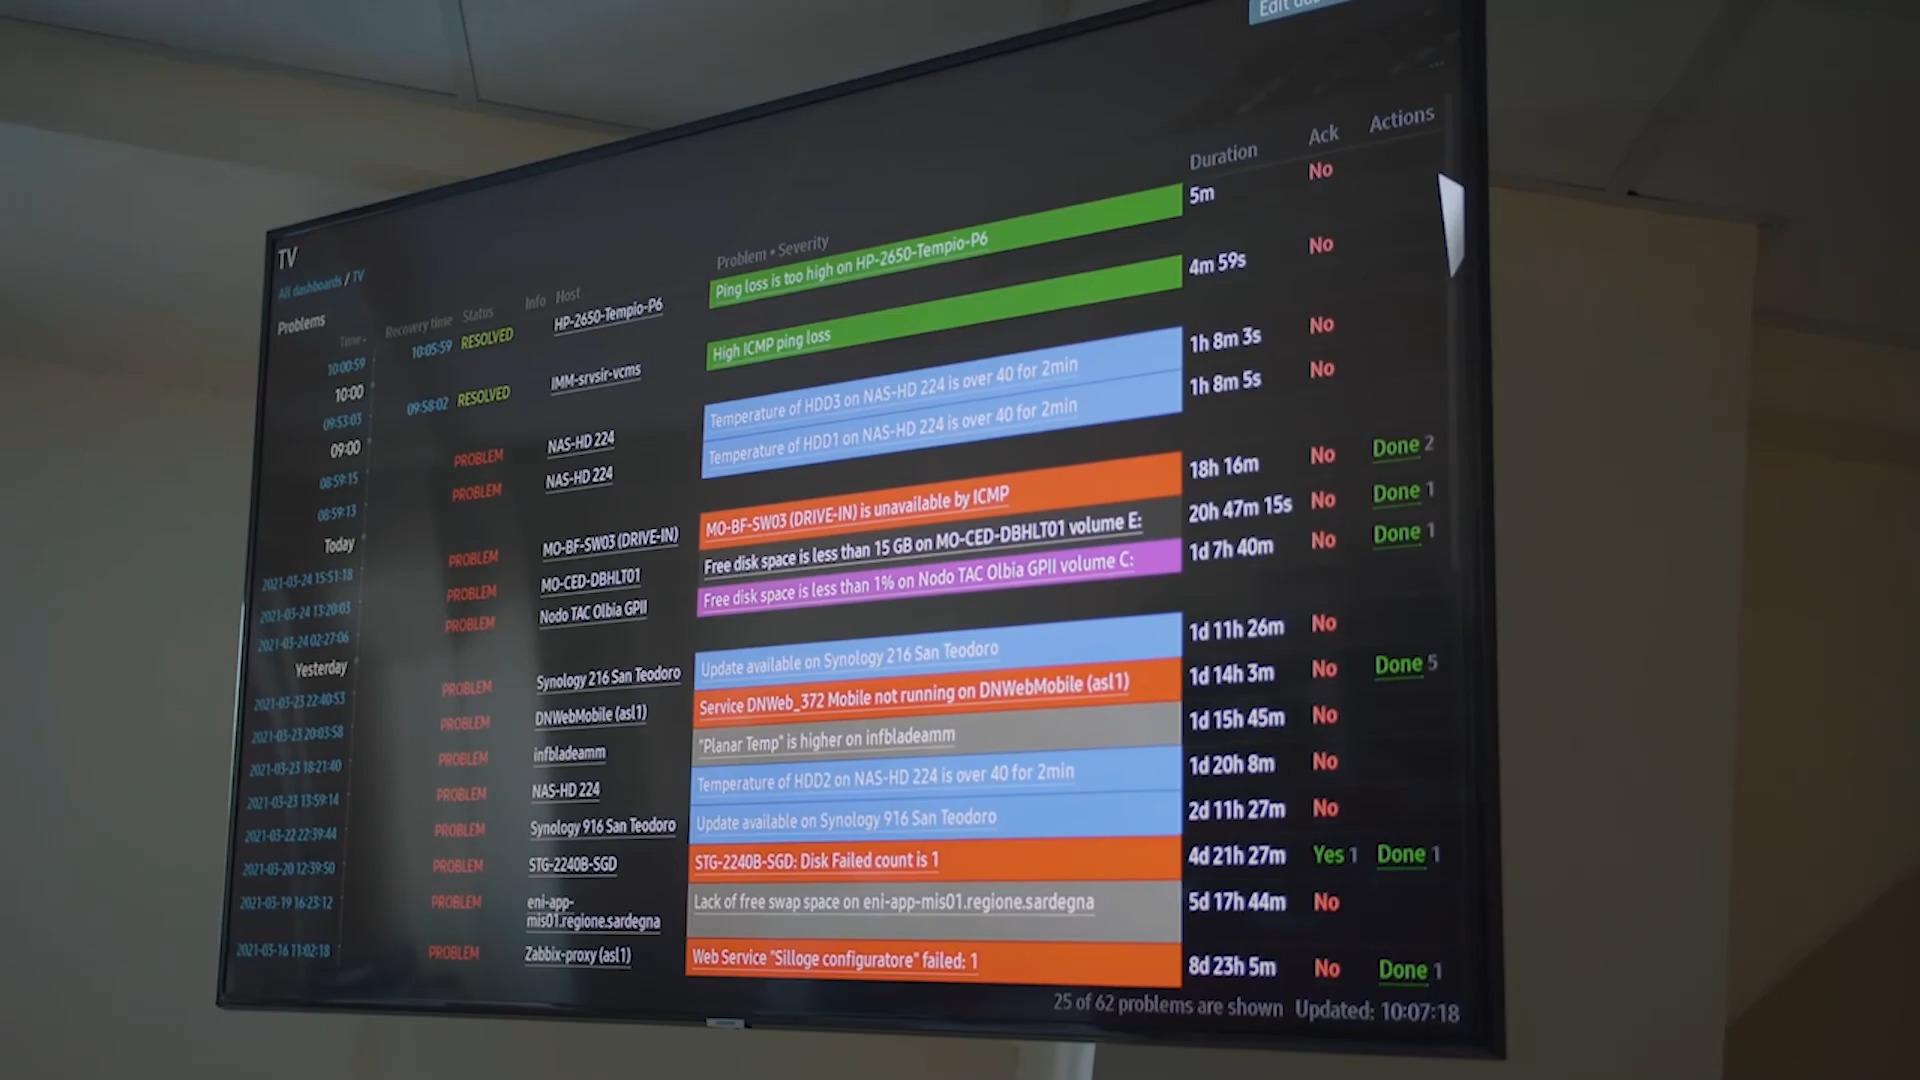 Edit
TV
All dashboards / TV
Problems
Time Recovery time Status Info Host Problem • Severity Duration Ack Actions
10:00:59 10:05:59 RESOLVED HP-2650-Tempio-P6 Ping loss is too high on HP-2650-Tempio-P6 5m No
10:00
09:53:03 09:58:02 RESOLVED IMM-srvsir-vcms High ICMP ping loss 4m 59s No
09:00
08:59:15 PROBLEM NAS-HD 224 Temperature of HDD3 on NAS-HD 224 is over 40 for 2min 1h 8m 3s No
08:59:13 PROBLEM NAS-HD 224 Temperature of HDD1 on NAS-HD 224 is over 40 for 2min 1h 8m 5s No
Today
2021-03-24 15:51:18 PROBLEM MO-BF-SW03 (DRIVE-IN) MO-BF-SW03 (DRIVE-IN) is unavailable by ICMP 18h 16m No Done 2
2021-03-24 13:20:03 PROBLEM MO-CED-DBHLT01 Free disk space is less than 15 GB on MO-CED-DBHLT01 volume E: 20h 47m 15s No Done 1
2021-03-24 02:27:06 PROBLEM Nodo TAC Olbia GPII Free disk space is less than 1% on Nodo TAC Olbia GPII volume C: 1d 7h 40m No Done 1
Yesterday
2021-03-23 22:40:53 PROBLEM Synology 216 San Teodoro Update available on Synology 216 San Teodoro 1d 11h 26m No
2021-03-23 20:03:58 PROBLEM DNWebMobile (asl1) Service DNWeb_372 Mobile not running on DNWebMobile (asl1) 1d 14h 3m No Done 5
2021-03-23 18:21:40 PROBLEM infbladeamm "Planar Temp" is higher on infbladeamm 1d 15h 45m No
2021-03-23 13:59:14 PROBLEM NAS-HD 224 Temperature of HDD2 on NAS-HD 224 is over 40 for 2min 1d 20h 8m No
2021-03-22 22:39:44 PROBLEM Synology 916 San Teodoro Update available on Synology 916 San Teodoro 2d 11h 27m No
2021-03-20 12:39:50 PROBLEM STG-2240B-SGD STG-2240B-SGD: Disk Failed count is 1 4d 21h 27m Yes 1 Done 1
2021-03-19 16:23:12 PROBLEM eni-app-
mis01.regione.sardegna Lack of free swap space on eni-app-mis01.regione.sardegna 5d 17h 44m No
2021-03-16 11:02:18 PROBLEM Zabbix-proxy (asl1) Web Service "Silloge configuratore" failed: 1 8d 23h 5m No Done 1
25 of 62 problems are shown Updated: 10:07:18